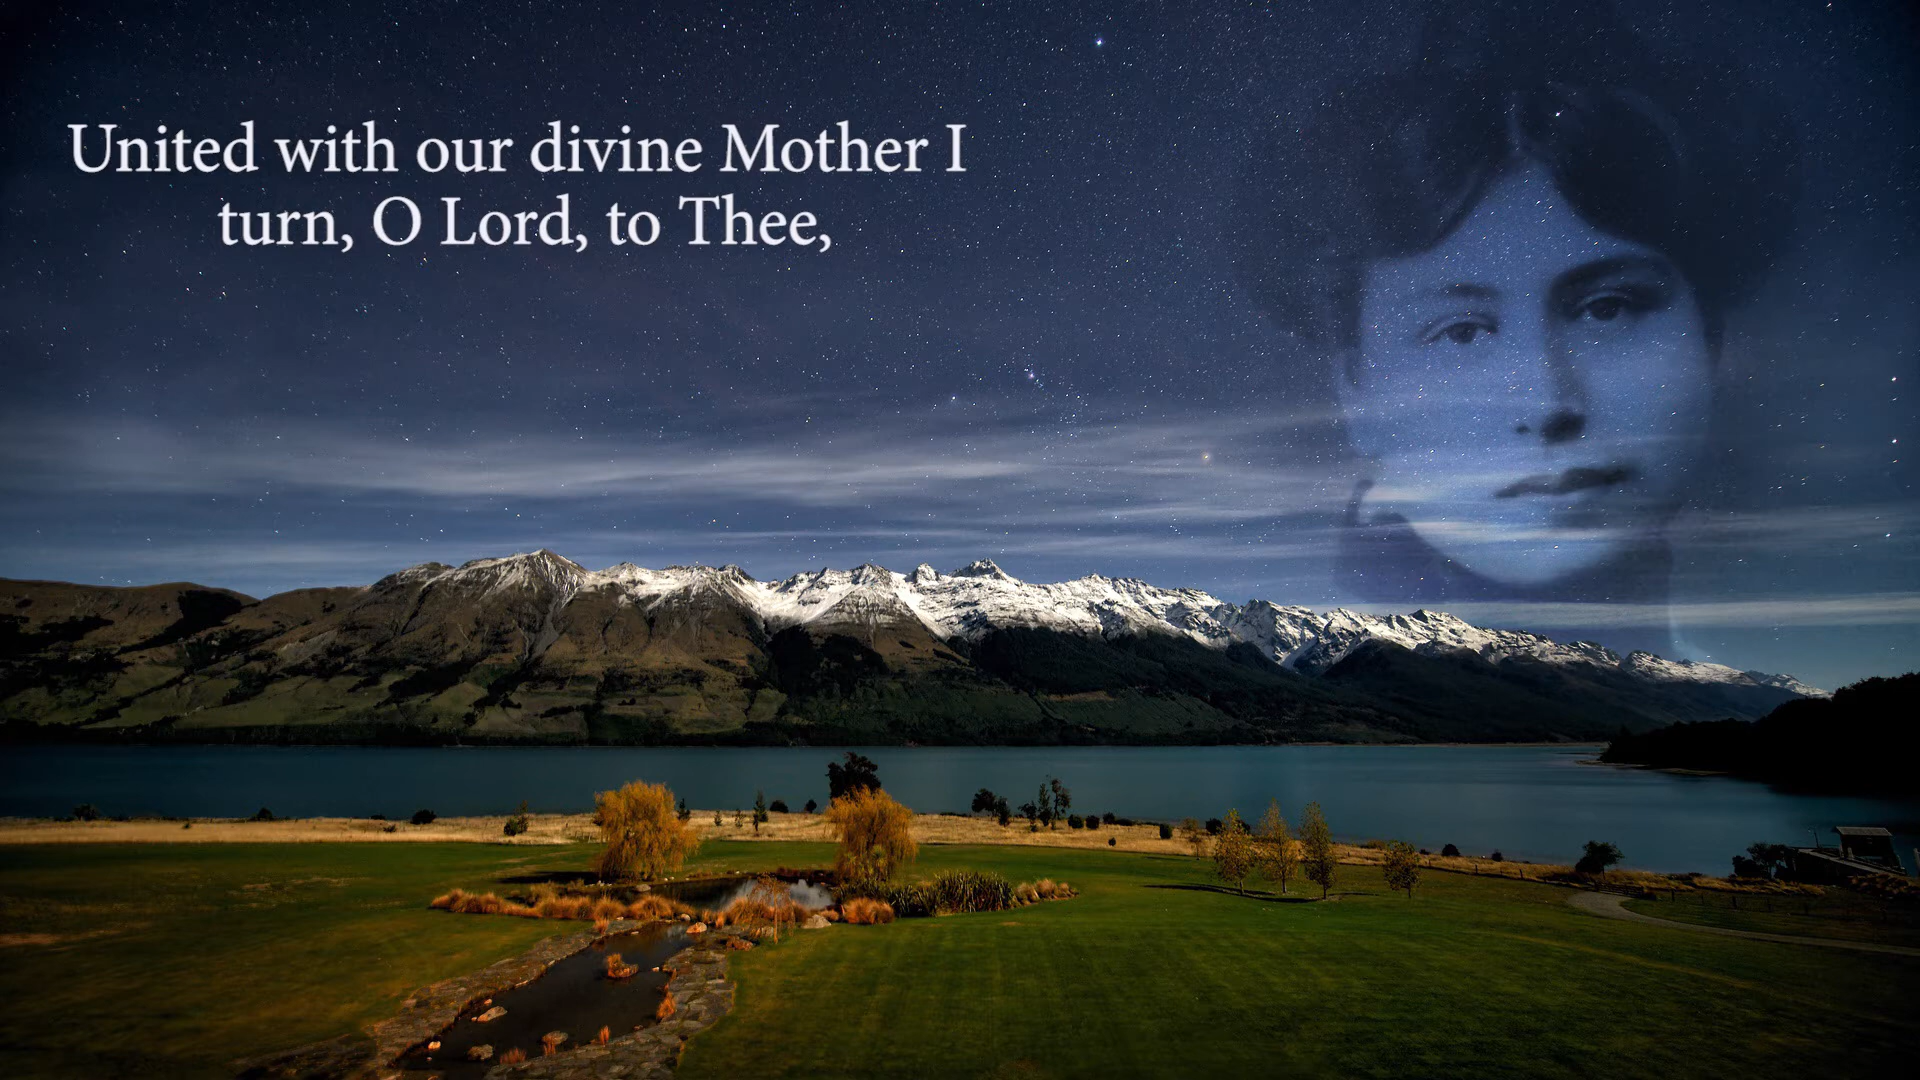 United with our divine Mother I
turn, O Lord, to Thee,